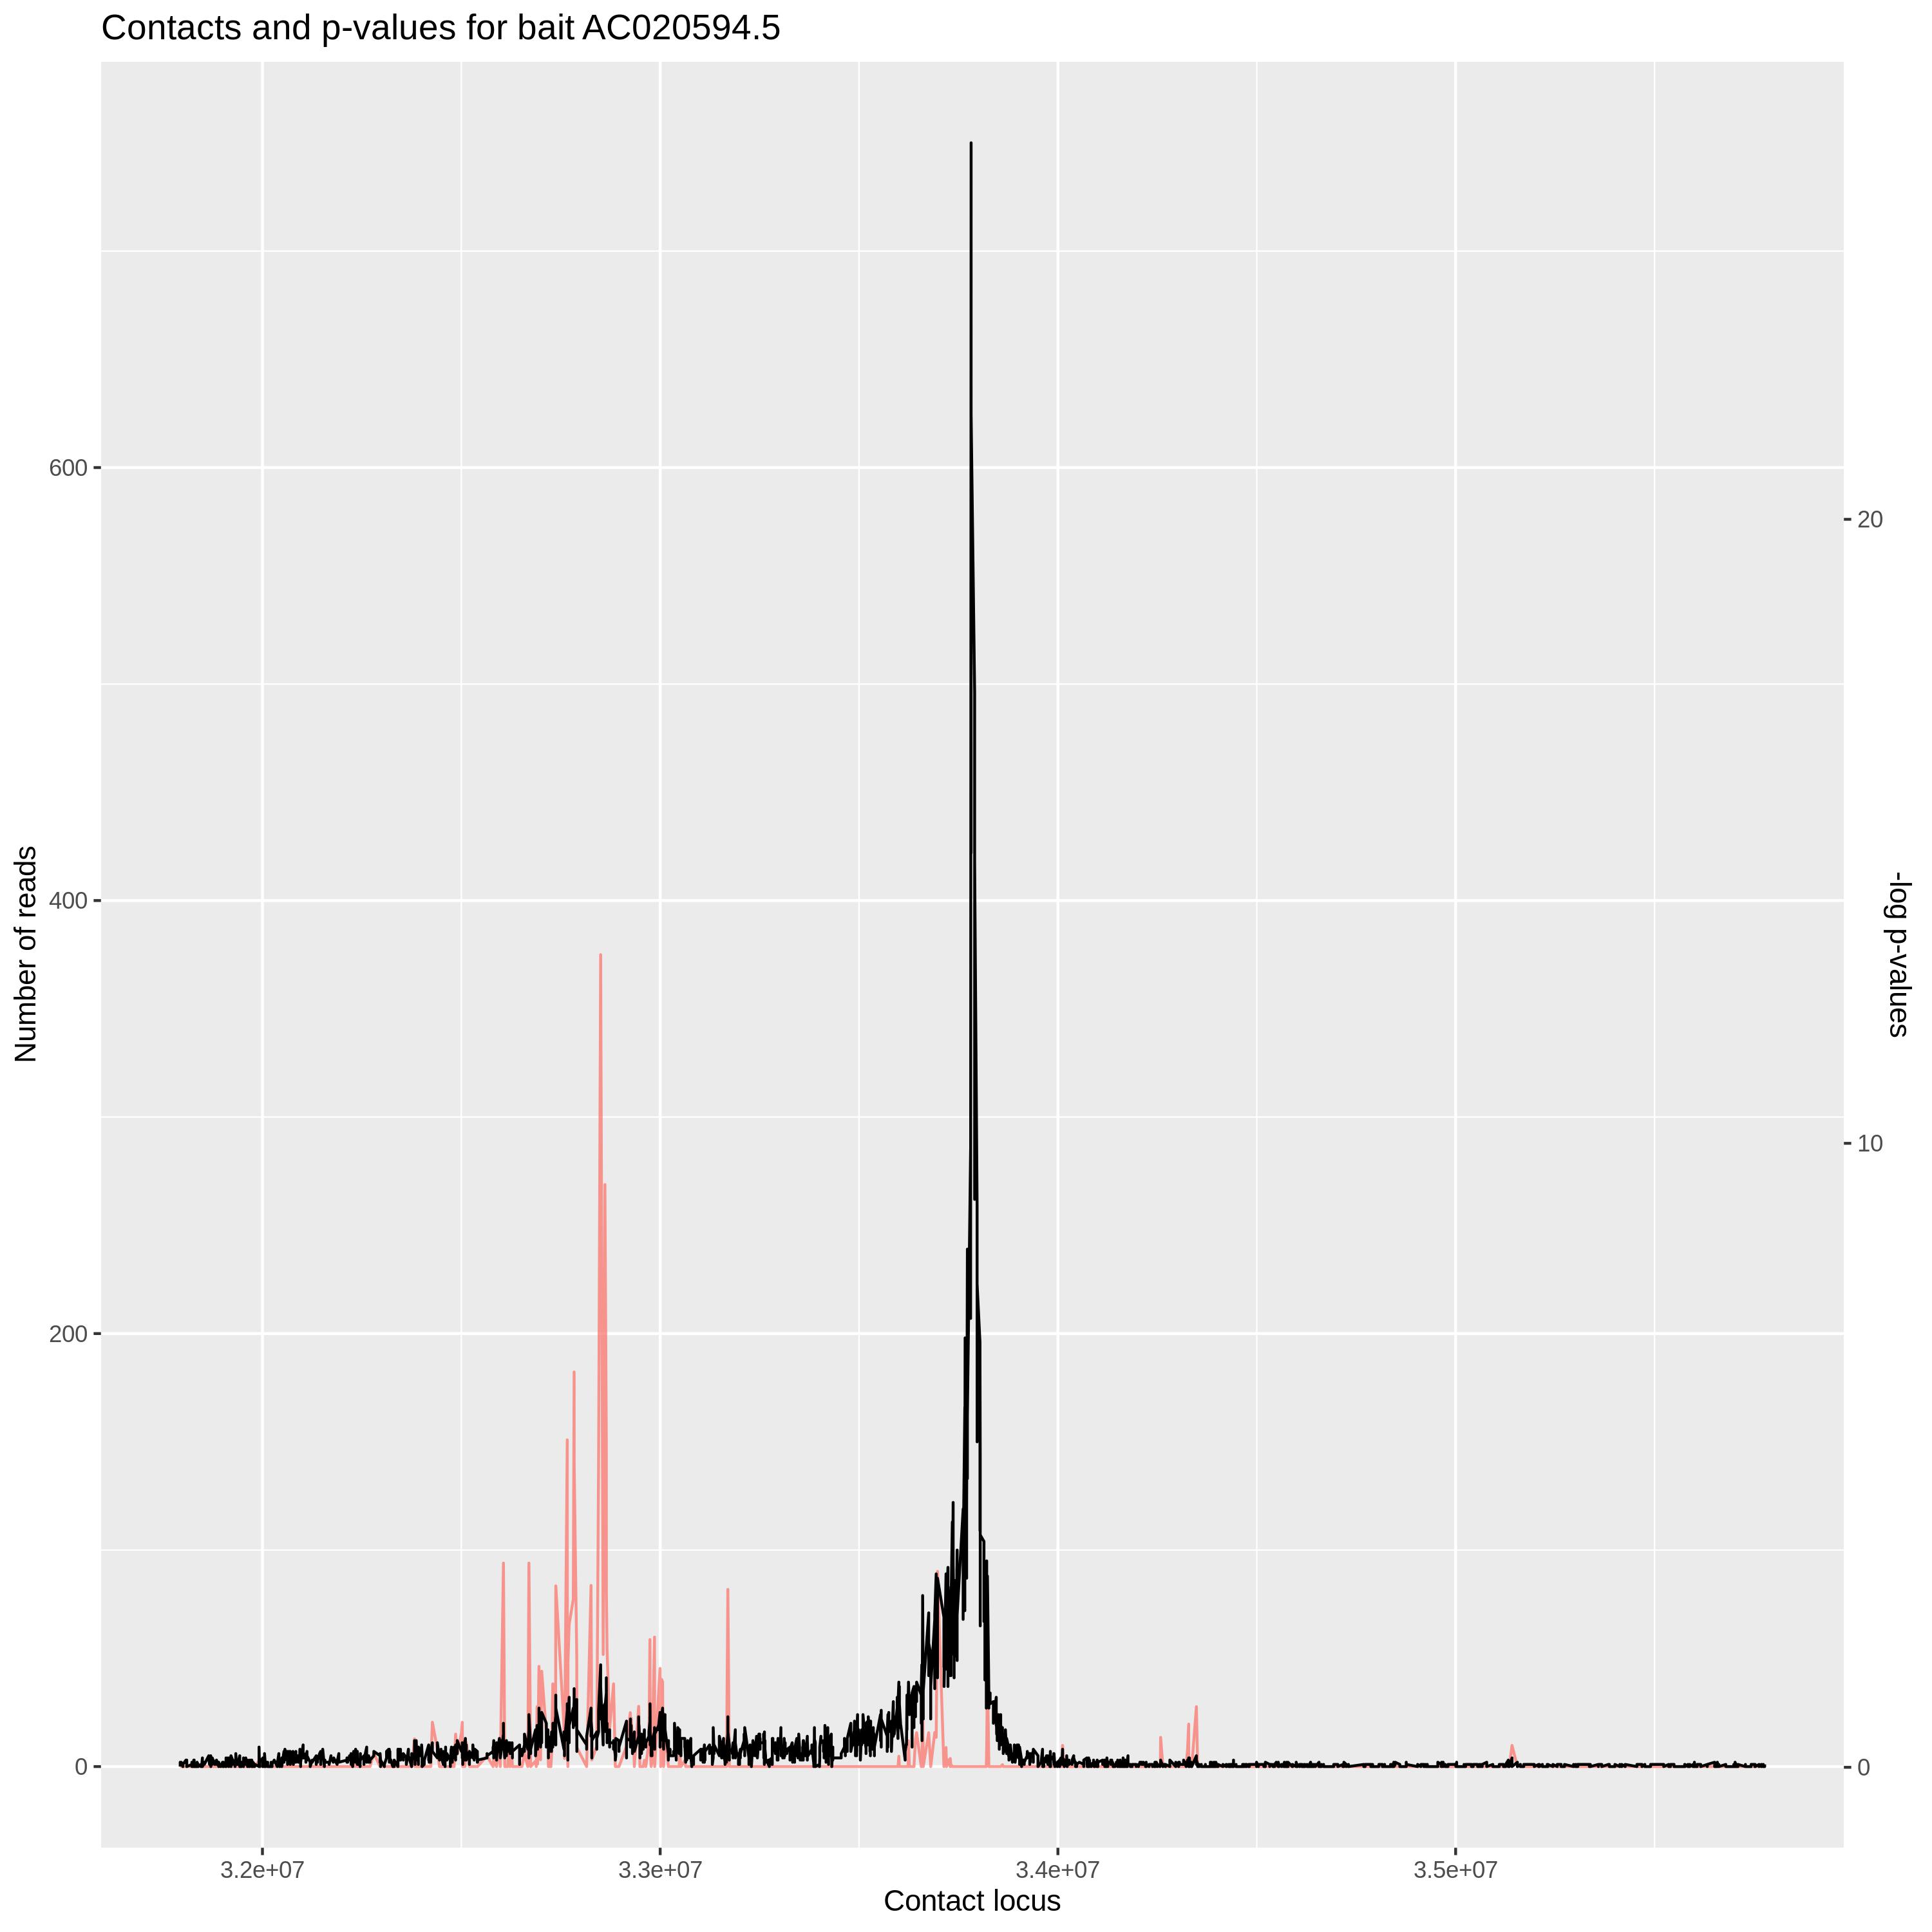 Contacts and p-values for bait AC020594.5
600
400
200
0
Number of reads
20
10
0
-log p-values
3.2e+07
3.3e+07
3.4e+07
3.5e+07
Contact locus